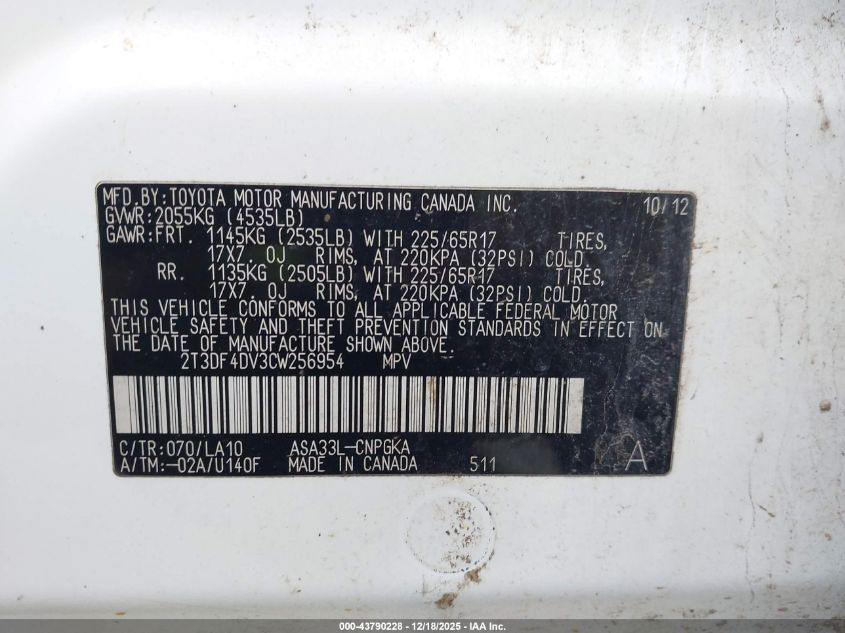 MFD.BY:TOYOTA MOTOR MANUFACTURING CANADA INC. 10/12
GVWR:2055KG (4535LB)
GAWR:FRT. 1145KG (2535LB) WITH 225/65R17 TIRES,
17X7.0J RIMS, AT 220KPA (32PSI) COLD.
RR. 1135KG (2505LB) WITH 225/65R17 TIRES,
17X7.0J RIMS, AT 220KPA (32PSI) COLD.
THIS VEHICLE CONFORMS TO ALL APPLICABLE FEDERAL MOTOR
VEHICLE SAFETY AND THEFT PREVENTION STANDARDS IN EFFECT ON
THE DATE OF MANUFACTURE SHOWN ABOVE.
2T3DF4DV3CW256954 MPV
C/TR:070/LA10 ASA33L-CNPGKA
A/TM:-02A/U140F MADE IN CANADA 511 A
000-43790228 - 12/18/2025 - IAA Inc.